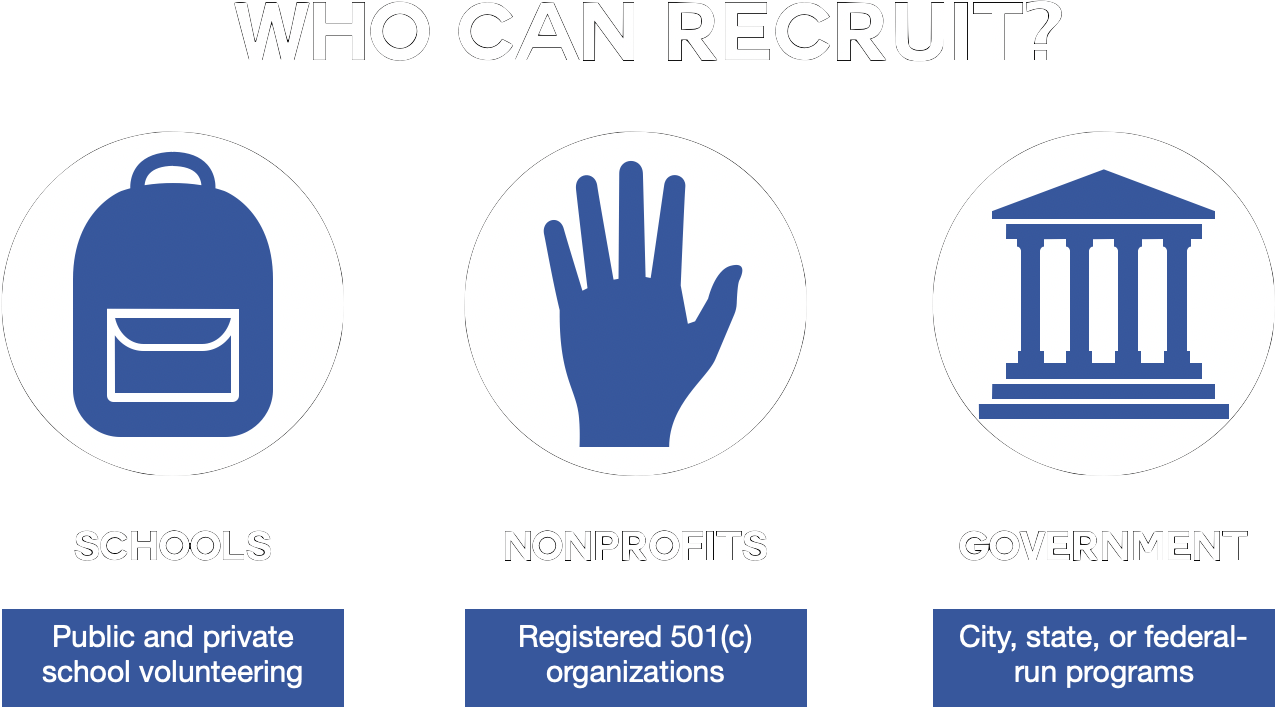 WHO CAN RECRUIT?
SCHOOLS
Public and private
school volunteering
NONPROFITS
Registered 501(c)
organizations
GOVERNMENT
City, state, or federal-
run programs